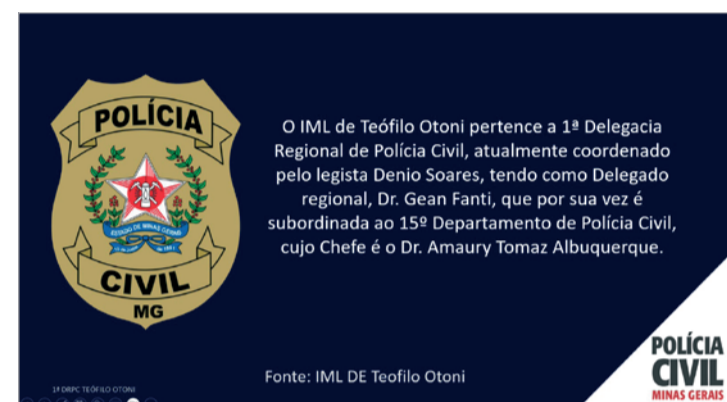 POLÍCIA
ESTADO DE MINAS GERAIS
CIVIL
MG
O IML de Teófilo Otoni pertence a 1ª Delegacia
Regional de Polícia Civil, atualmente coordenado
pelo legista Denio Soares, tendo como Delegado
regional, Dr. Gean Fanti, que por sua vez é
subordinada ao 15º Departamento de Polícia Civil,
cujo Chefe é o Dr. Amaury Tomaz Albuquerque.
Fonte: IML DE Teofilo Otoni
1ª DRPC TEÓFILO OTONI
POLÍCIA
CIVIL
MINAS GERAIS